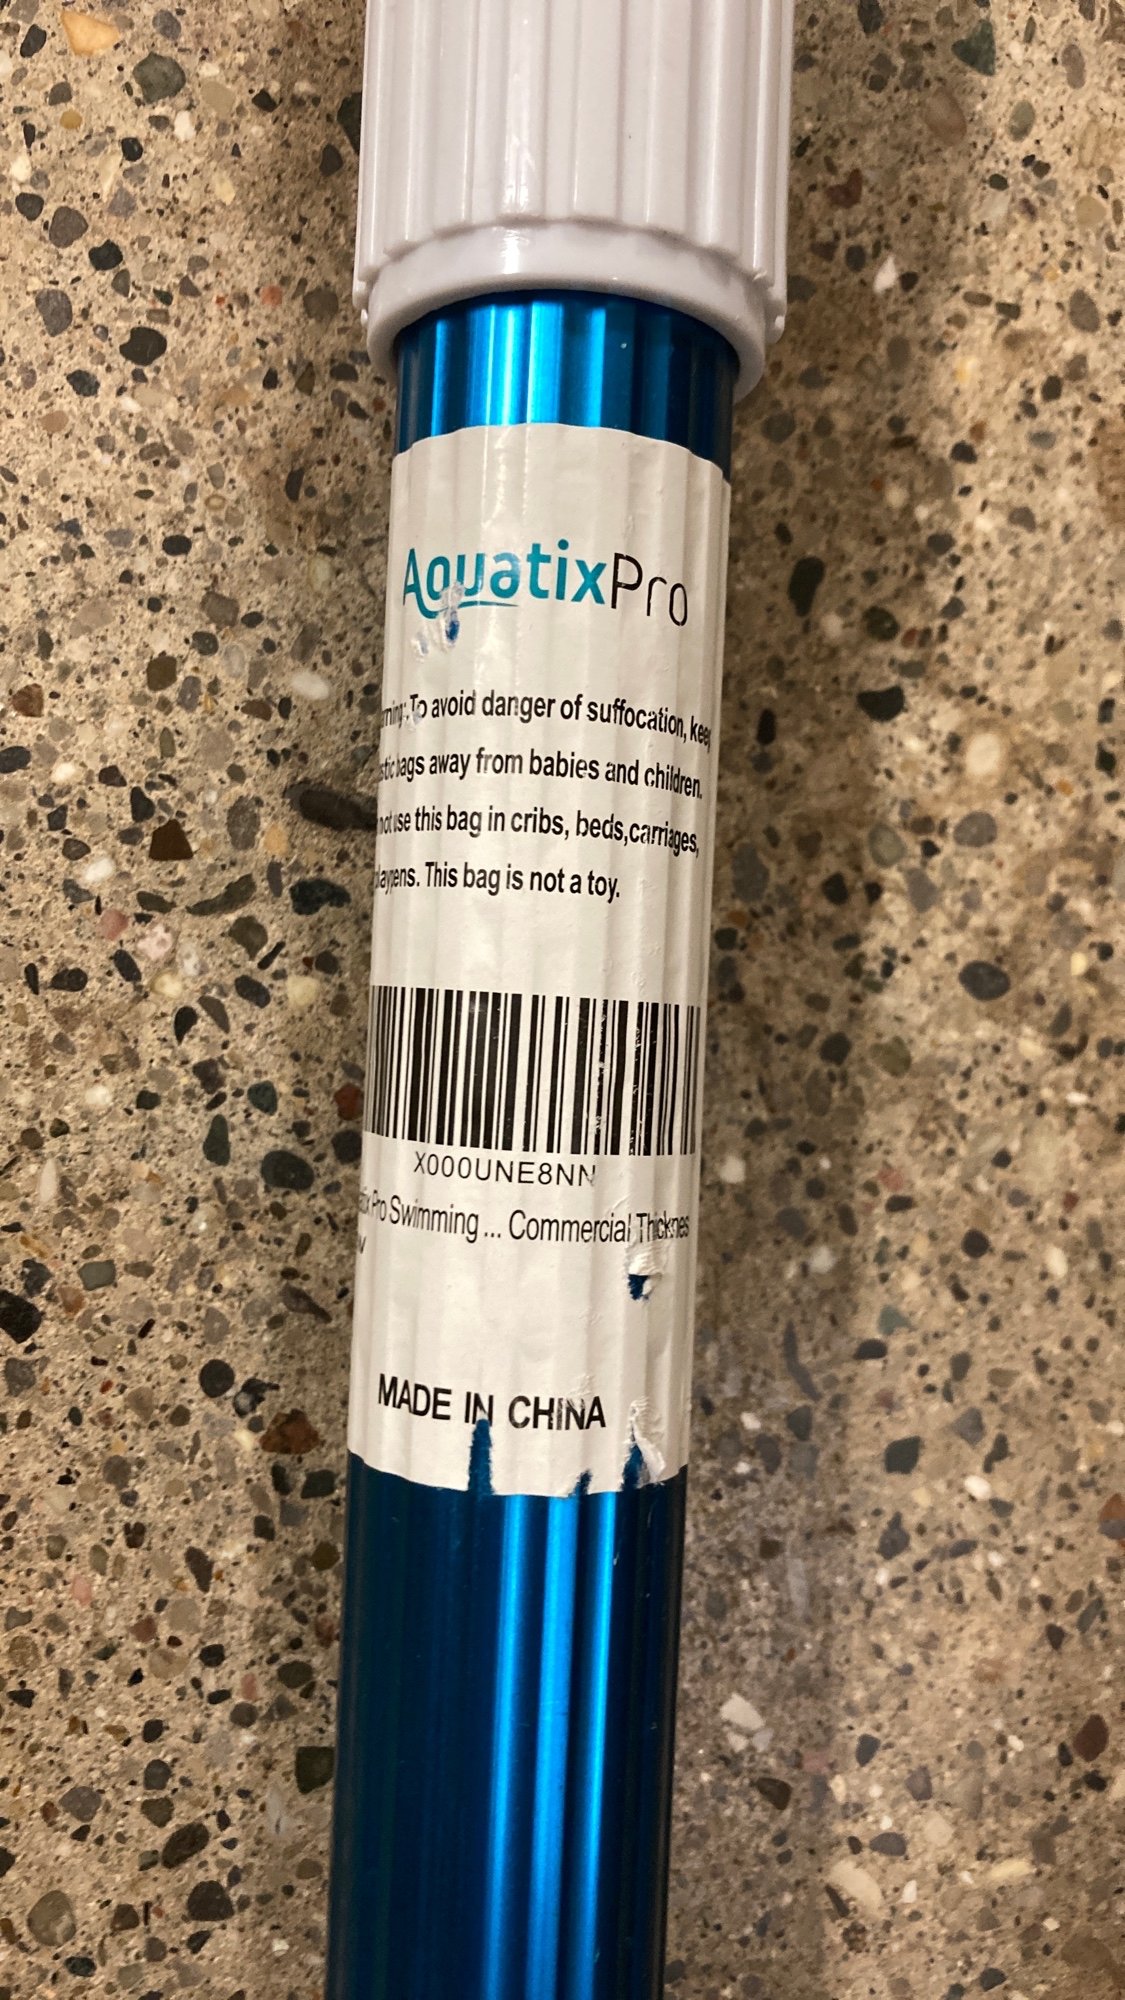 AquatixPro
To avoid danger of suffocation,
bags away from babies and children.
use this bag in cribs, beds,carriages,
This bag is not a toy.
X000UNE8NN
Pro Swimming ... Commercial Thicknes
MADE IN CHINA